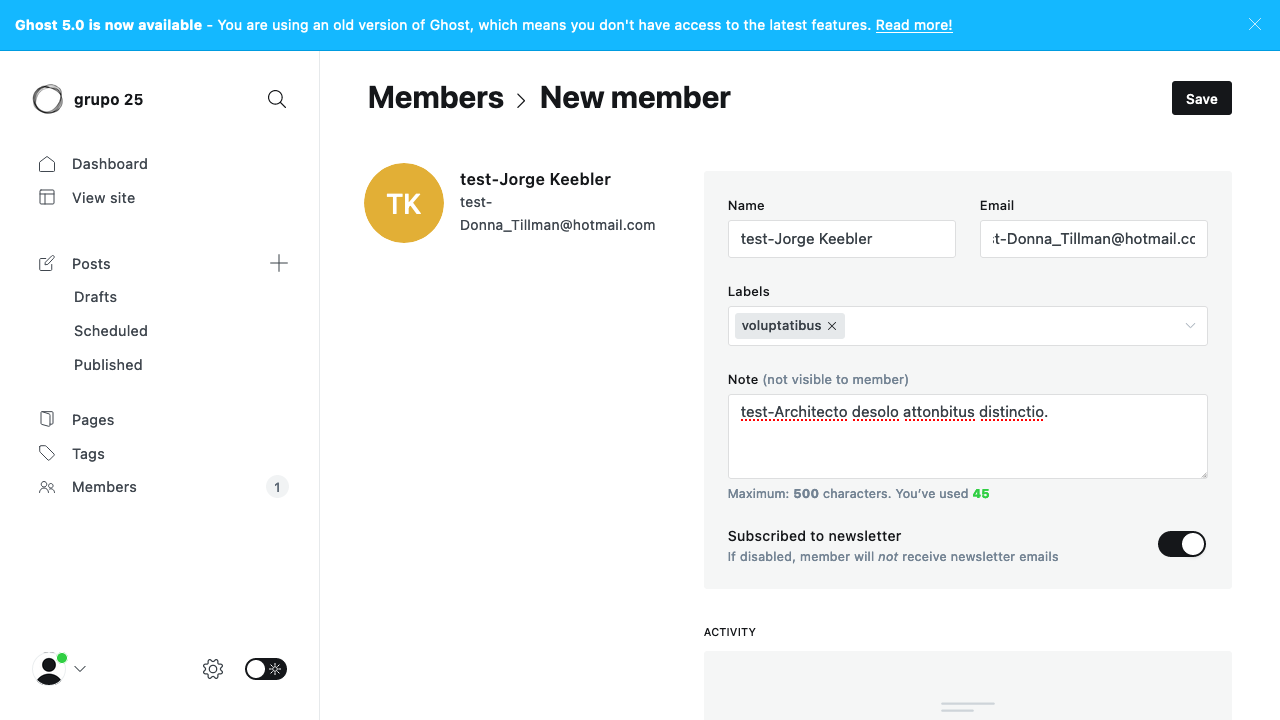 Ghost 5.0 is now available - You are using an old version of Ghost, which means you don't have access to the latest features. Read more!
grupo 25
Dashboard
View site
Posts
Drafts
Scheduled
Published
Pages
Tags
Members 1
Members > New member
Save
TK
test-Jorge Keebler
test-
Donna_Tillman@hotmail.com
Name
test-Jorge Keebler
Email
t-Donna_Tillman@hotmail.cc
Labels
voluptatibus
Note (not visible to member)
test-Architecto desolo attonbitus distinctio.
Maximum: 500 characters. You’ve used 45
Subscribed to newsletter
If disabled, member will not receive newsletter emails
ACTIVITY